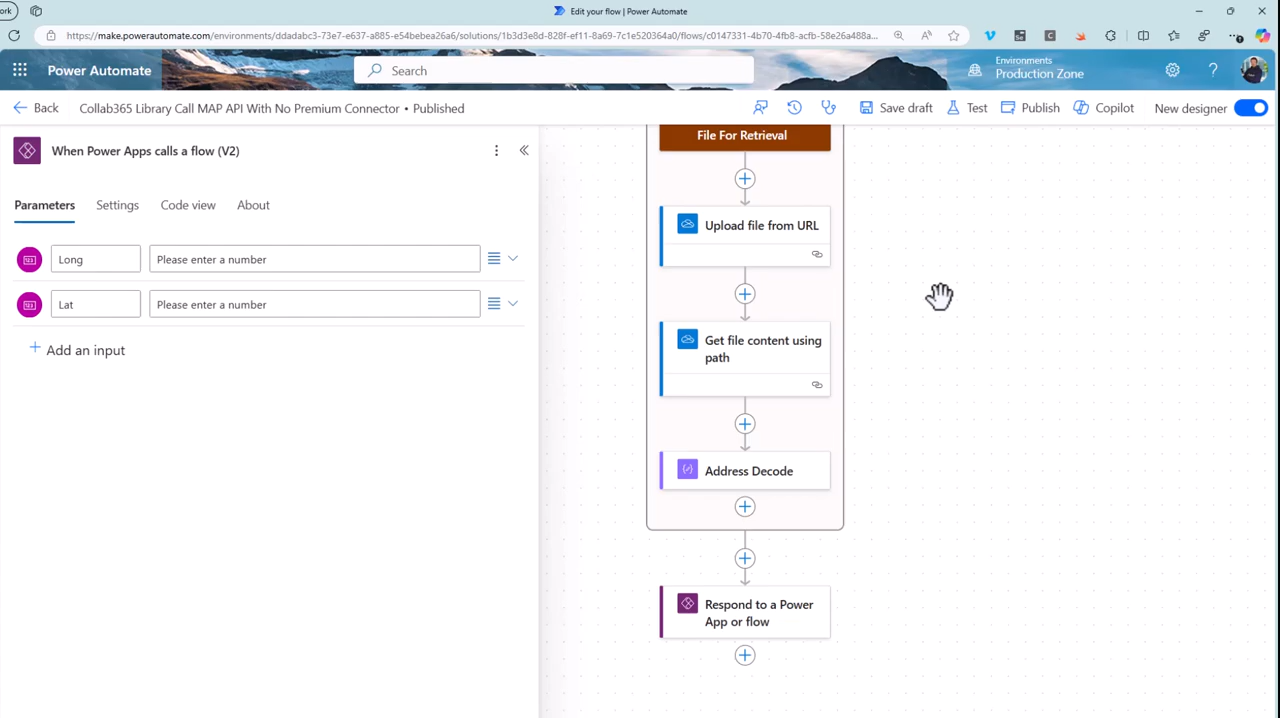 ork
Edit your flow | Power Automate
https://make.powerautomate.com/environments/ddadabc3-73e7-e637-a885-e54bebea26a6/solutions/1b3d3e8d-828f-ef11-8a69-7c1e520364a0/flows/c0147331-4b70-4fb8-acfb-58e26a488a...
Power Automate
Search
Environments
Production Zone
Back
Collab365 Library Call MAP API With No Premium Connector • Published
Save draft
Test
Publish
Copilot
New designer
When Power Apps calls a flow (V2)
Parameters
Settings
Code view
About
Long
Please enter a number
Lat
Please enter a number
Add an input
File For Retrieval
Upload file from URL
Get file content using
path
Address Decode
Respond to a Power
App or flow